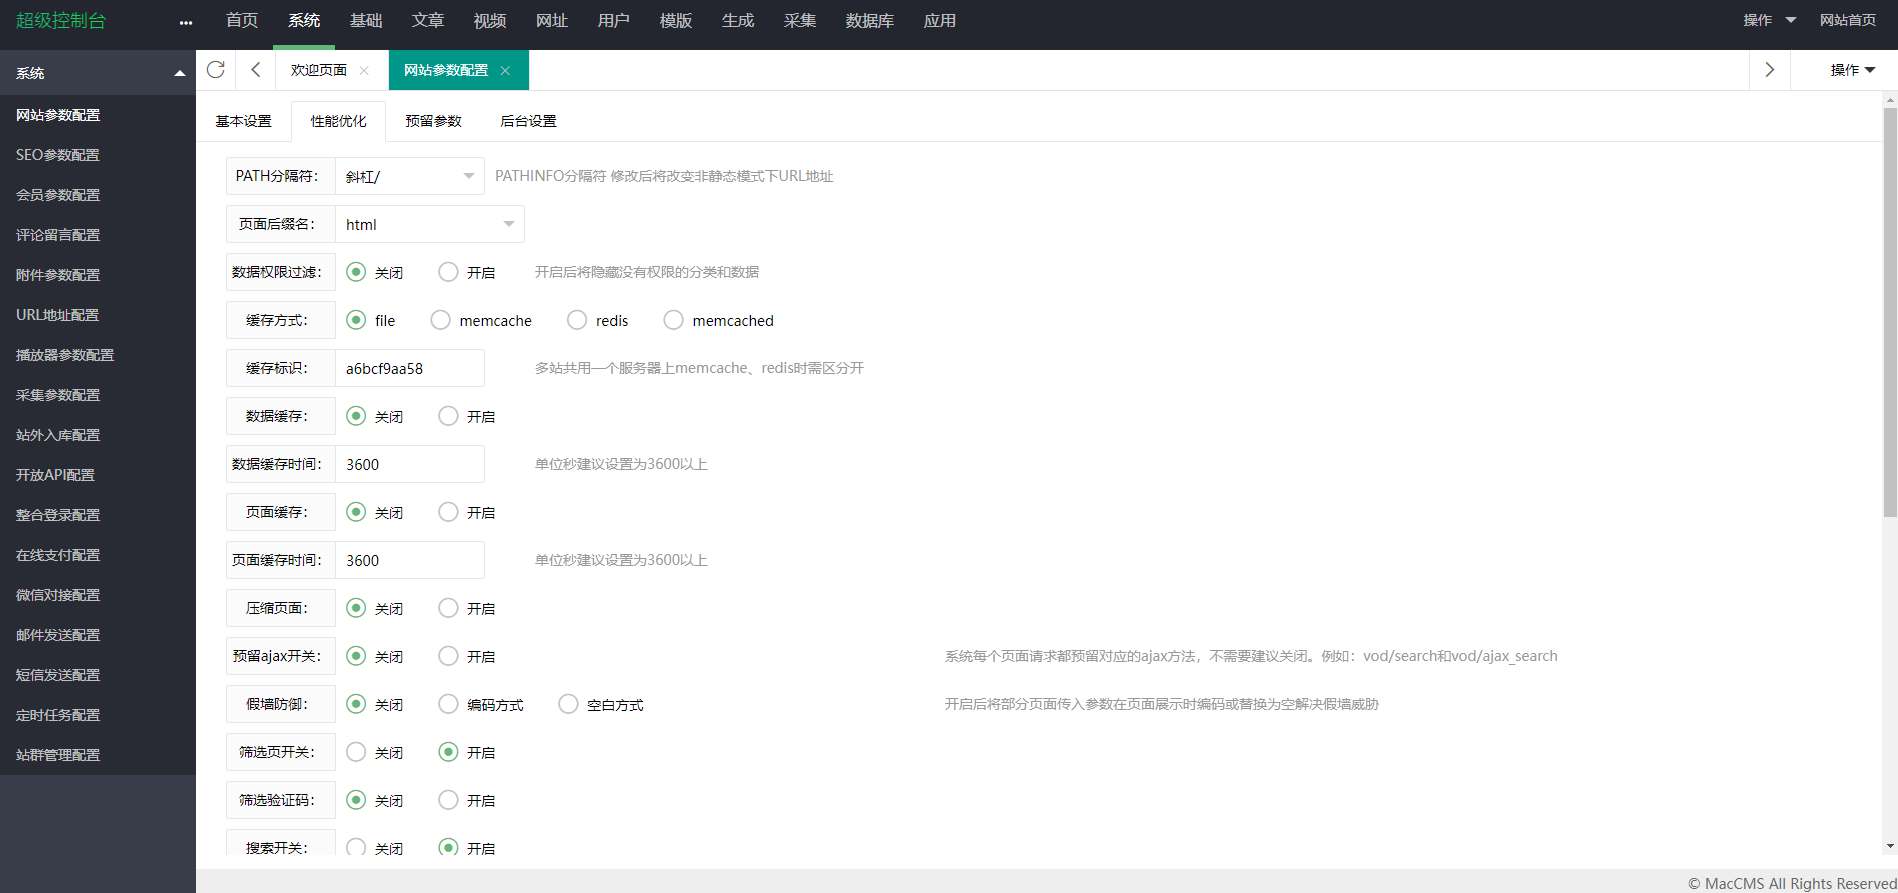 超级控制台 ... 首页 系统 基础 文章 视频 网址 用户 模版 生成 采集 数据库 应用 操作 网站首页
系统
网站参数配置
SEO参数配置
会员参数配置
评论留言配置
附件参数配置
URL地址配置
播放器参数配置
采集参数配置
站外入库配置
开放API配置
整合登录配置
在线支付配置
微信对接配置
邮件发送配置
短信发送配置
定时任务配置
站群管理配置
欢迎页面 网站参数配置 操作
基本设置 性能优化 预留参数 后台设置
PATH分隔符： 斜杠/ PATHINFO分隔符 修改后将改变非静态模式下URL地址
页面后缀名： html
数据权限过滤： 关闭 开启 开启后将隐藏没有权限的分类和数据
缓存方式： file memcache redis memcached
缓存标识： a6bcf9aa58 多站共用一个服务器上memcache、redis时需区分开
数据缓存： 关闭 开启
数据缓存时间： 3600 单位秒建议设置为3600以上
页面缓存： 关闭 开启
页面缓存时间： 3600 单位秒建议设置为3600以上
压缩页面： 关闭 开启
预留ajax开关： 关闭 开启 系统每个页面请求都预留对应的ajax方法，不需要建议关闭。例如：vod/search和vod/ajax_search
假墙防御： 关闭 编码方式 空白方式 开启后将部分页面传入参数在页面展示时编码或替换为空解决假墙威胁
筛选页开关： 关闭 开启
筛选验证码： 关闭 开启
搜索开关： 关闭 开启
© MacCMS All Rights Reserved